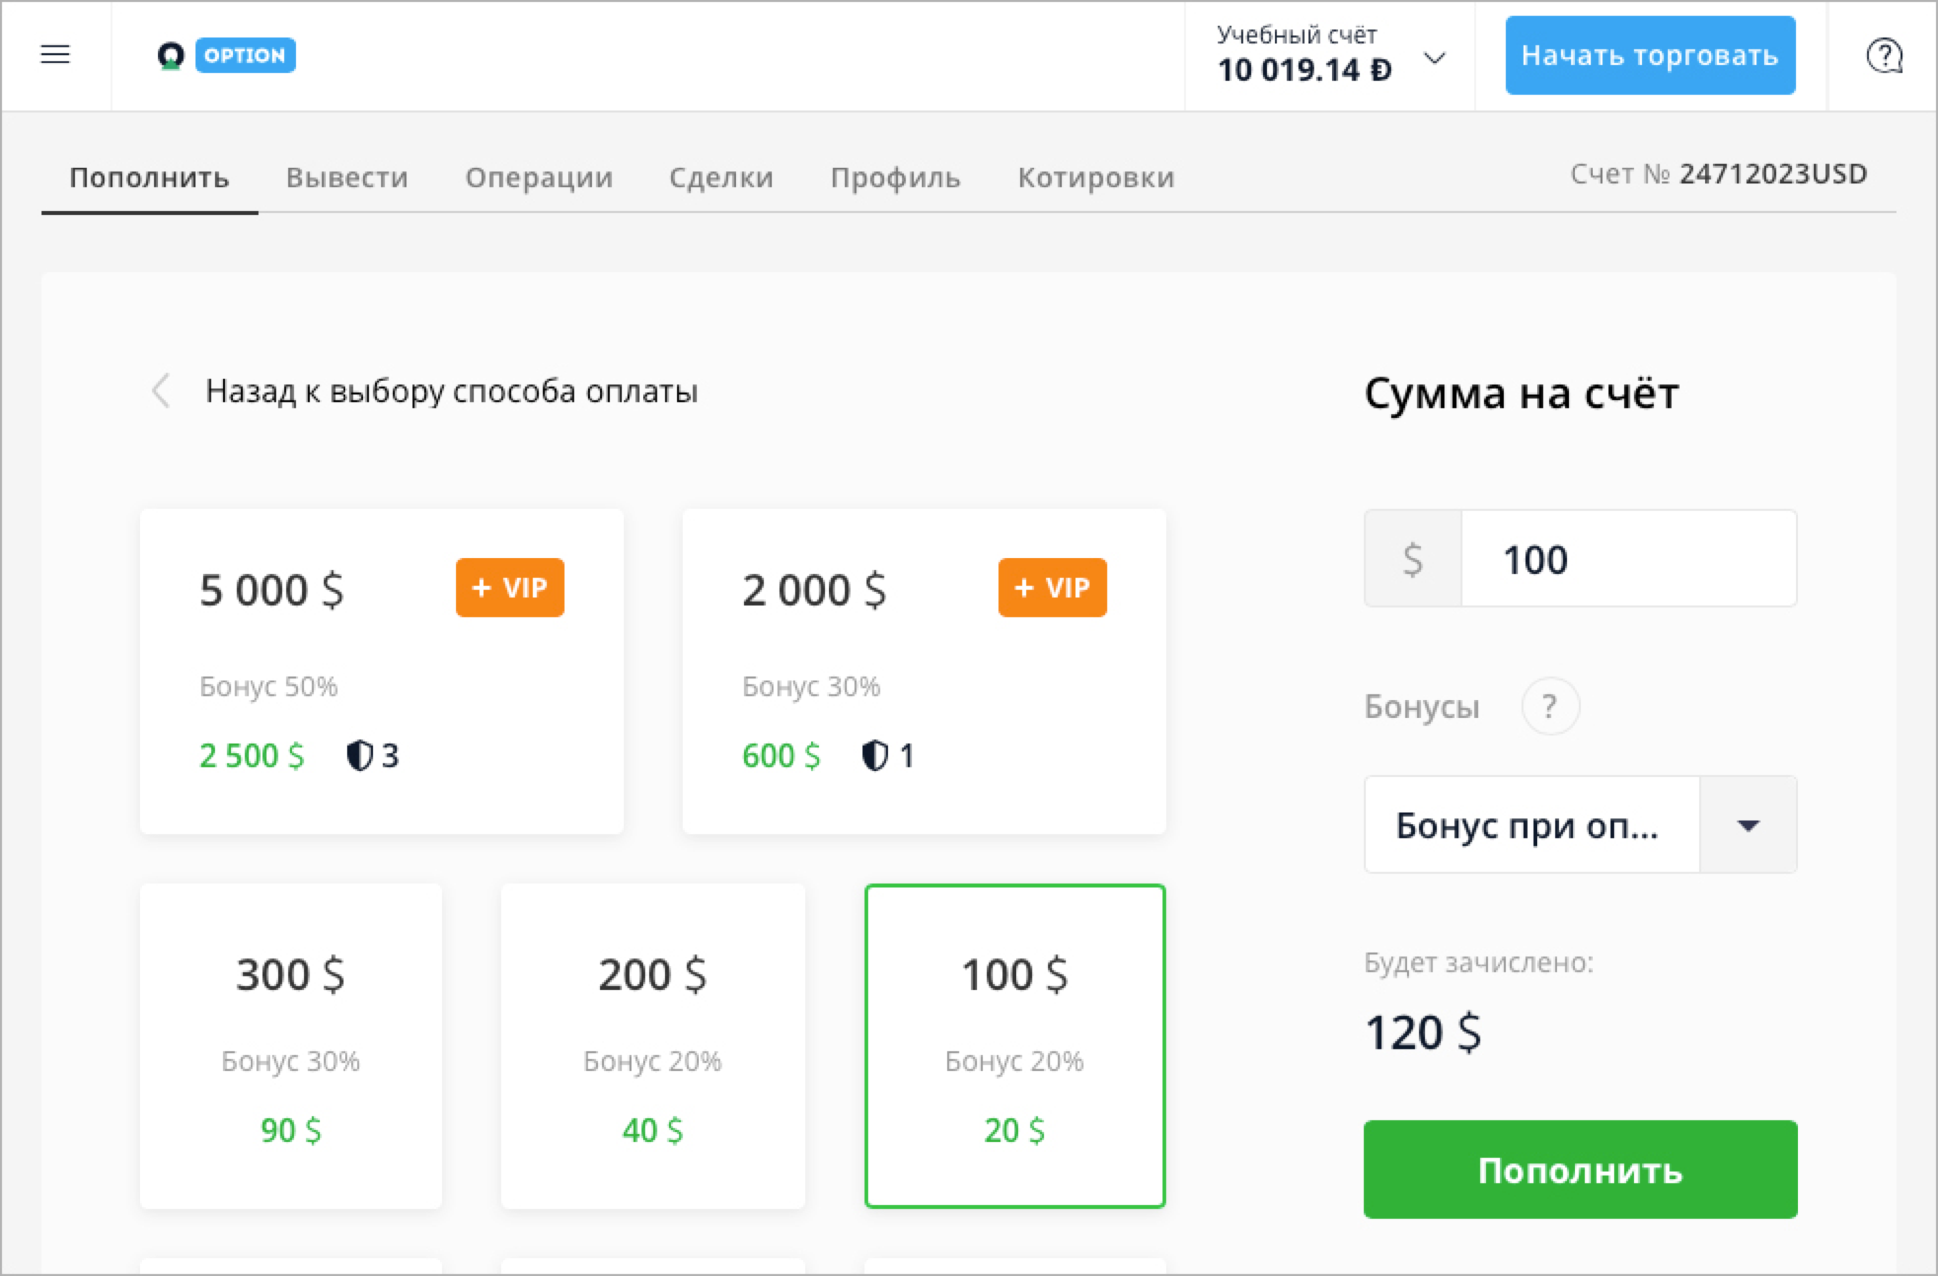 OPTION
Учебный счёт
10 019.14 Đ
Начать торговать
?
Пополнить Вывести Операции Сделки Профиль Котировки
Счет № 24712023USD
Назад к выбору способа оплаты
Сумма на счёт
5 000 $ + VIP
Бонус 50%
2 500 $ 3
2 000 $ + VIP
Бонус 30%
600 $ 1
$ 100
Бонусы ?
Бонус при оп...
300 $
Бонус 30%
90 $
200 $
Бонус 20%
40 $
100 $
Бонус 20%
20 $
Будет зачислено:
120 $
Пополнить